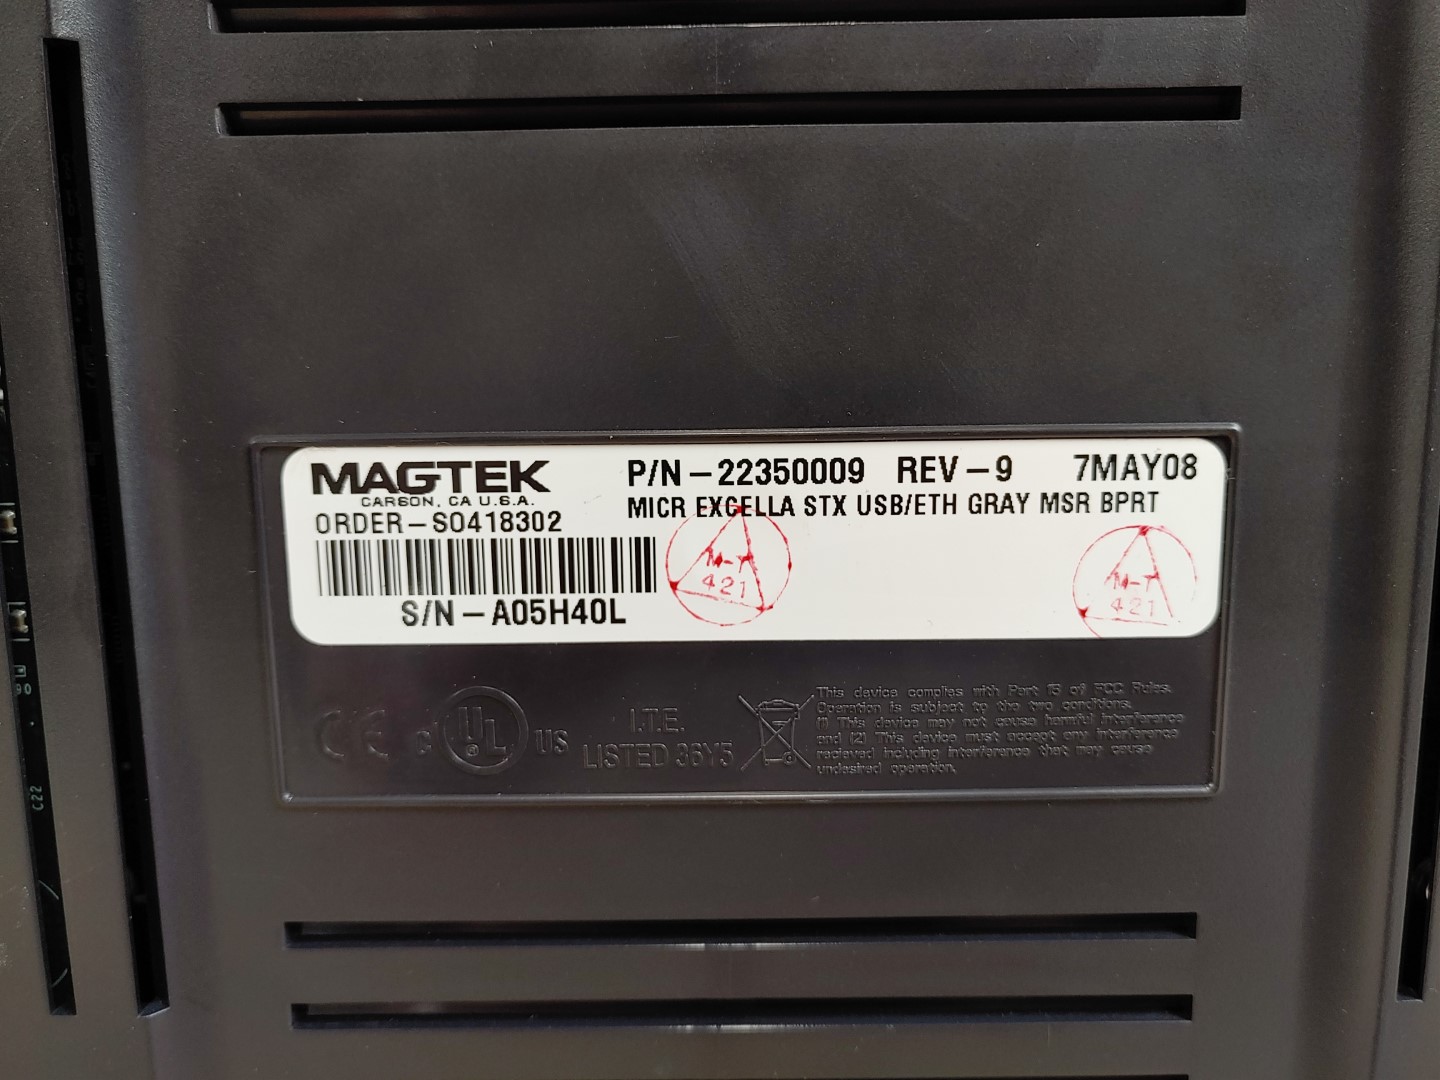 MAGTEK
CARSON, CA U.S.A.
ORDER-S0418302
S/N-A05H40L
P/N-22350009 REV-9 7MAY08
MICR EXCELLA STX USB/ETH GRAY MSR BPRT
M-T
421
M-T
421
CE
C UL US
®
I.T.E.
LISTED 36Y5
This device complies with Part 15 of FCC Rules.
Operation is subject to the two conditions.
(1) This device may not cause harmful interference
and (2) This device must accept any interference
recieved including interference that may cause
undesired operation.
C22